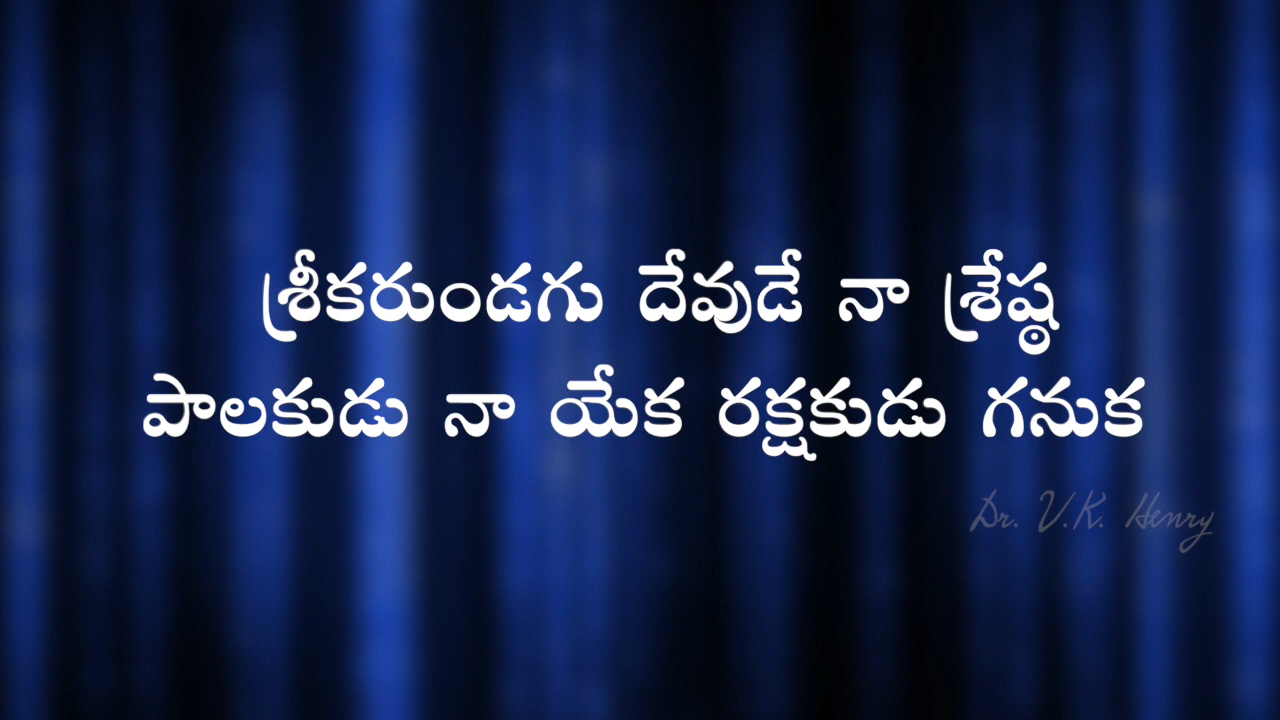 శ్రీకరుండగు దేవుడే నా శ్రేష్ఠ
పాలకుడు నా యేక రక్షకుడు గనుక
Dr. V.K. Henry